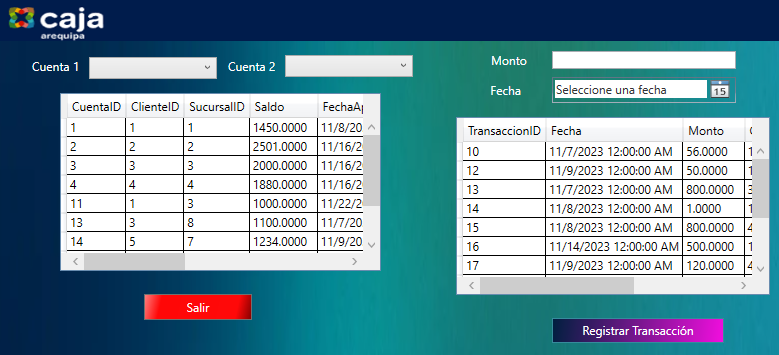 caja
arequipa
Cuenta 1
Cuenta 2
Monto
Fecha Seleccione una fecha 15
CuentaID ClienteID SucursalID Saldo FechaAp
1 1 1 1450.0000 11/8/20
2 2 2 2501.0000 11/16/20
3 3 3 2000.0000 11/16/20
4 4 4 1880.0000 11/16/20
11 1 3 1000.0000 11/22/20
13 3 8 1100.0000 11/7/20
14 5 7 1234.0000 11/9/20
TransaccionID Fecha Monto C
10 11/7/2023 12:00:00 AM 56.0000 1
12 11/9/2023 12:00:00 AM 50.0000 1
13 11/7/2023 12:00:00 AM 800.0000 3
14 11/8/2023 12:00:00 AM 1.0000 1
15 11/8/2023 12:00:00 AM 800.0000 4
16 11/14/2023 12:00:00 AM 500.0000 1
17 11/9/2023 12:00:00 AM 120.0000 4
Salir
Registrar Transacción